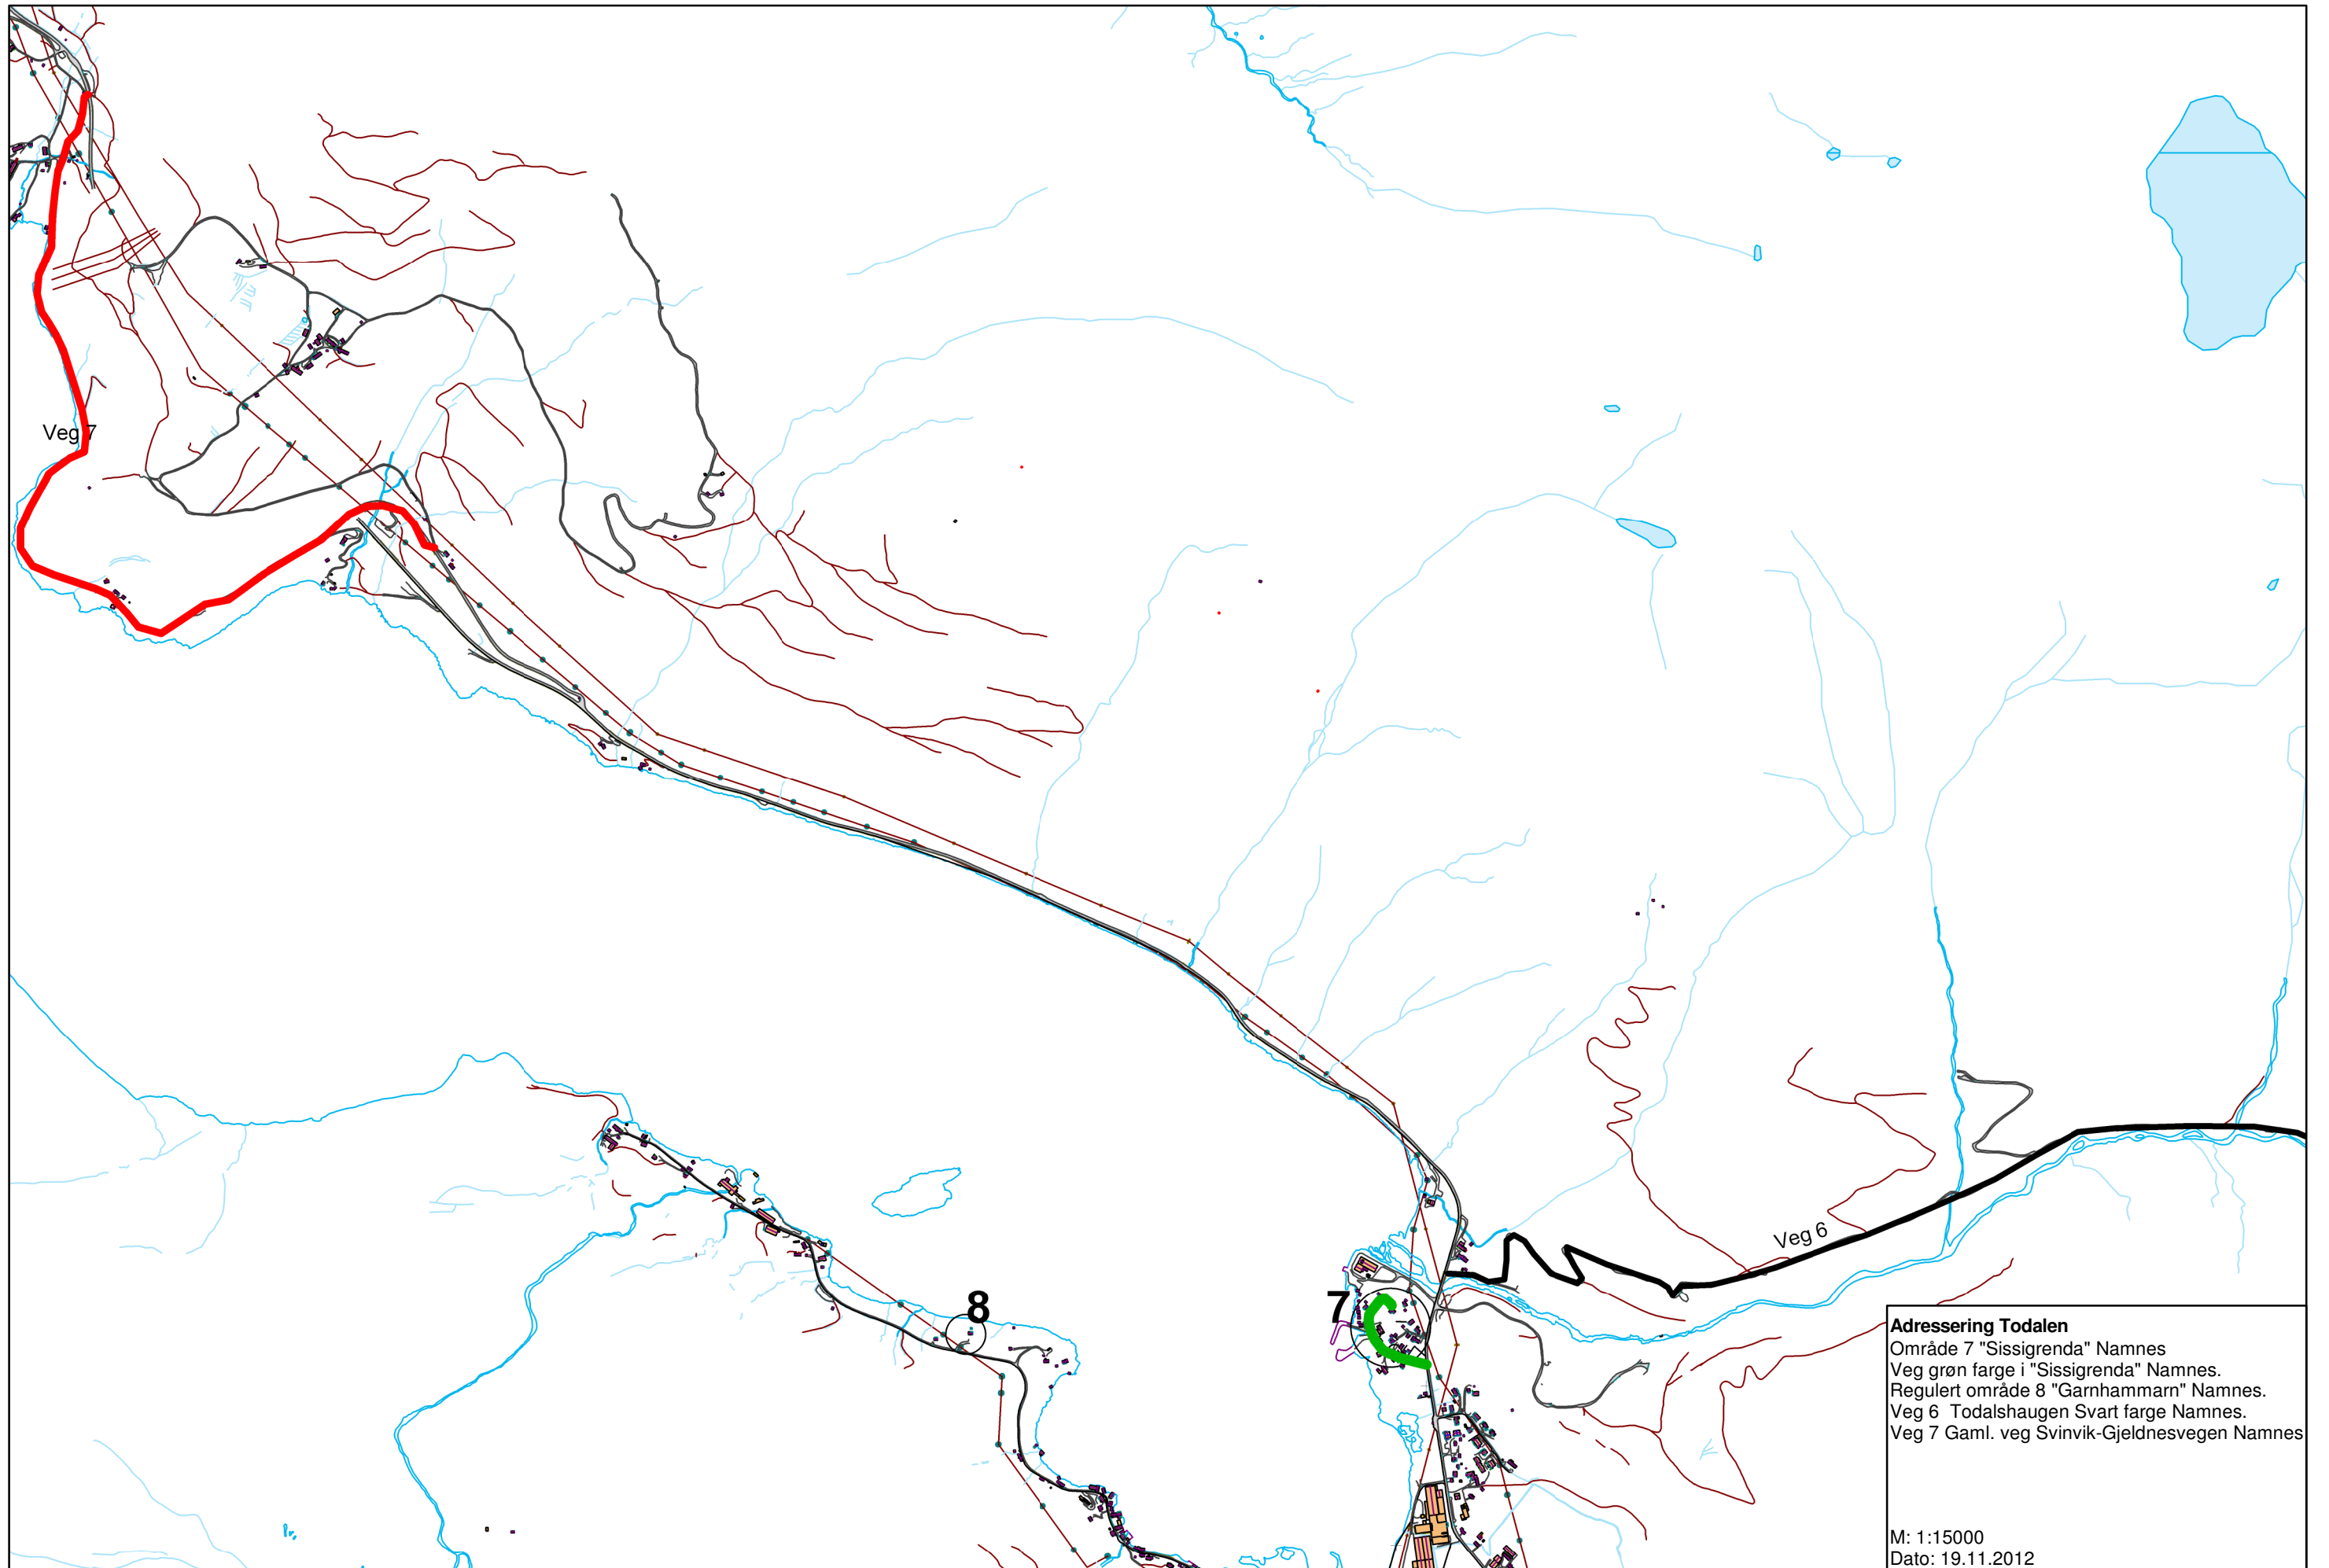 Veg 7
Veg 6
8
7
Adressering Todalen
Område 7 "Sissigrenda" Namnes
Veg grøn farge i "Sissigrenda" Namnes.
Regulert område 8 "Garnhammarn" Namnes.
Veg 6 Todalshaugen Svart farge Namnes.
Veg 7 Gaml. veg Svinvik-Gjeldnesvegen Namnes
M: 1:15000
Dato: 19.11.2012